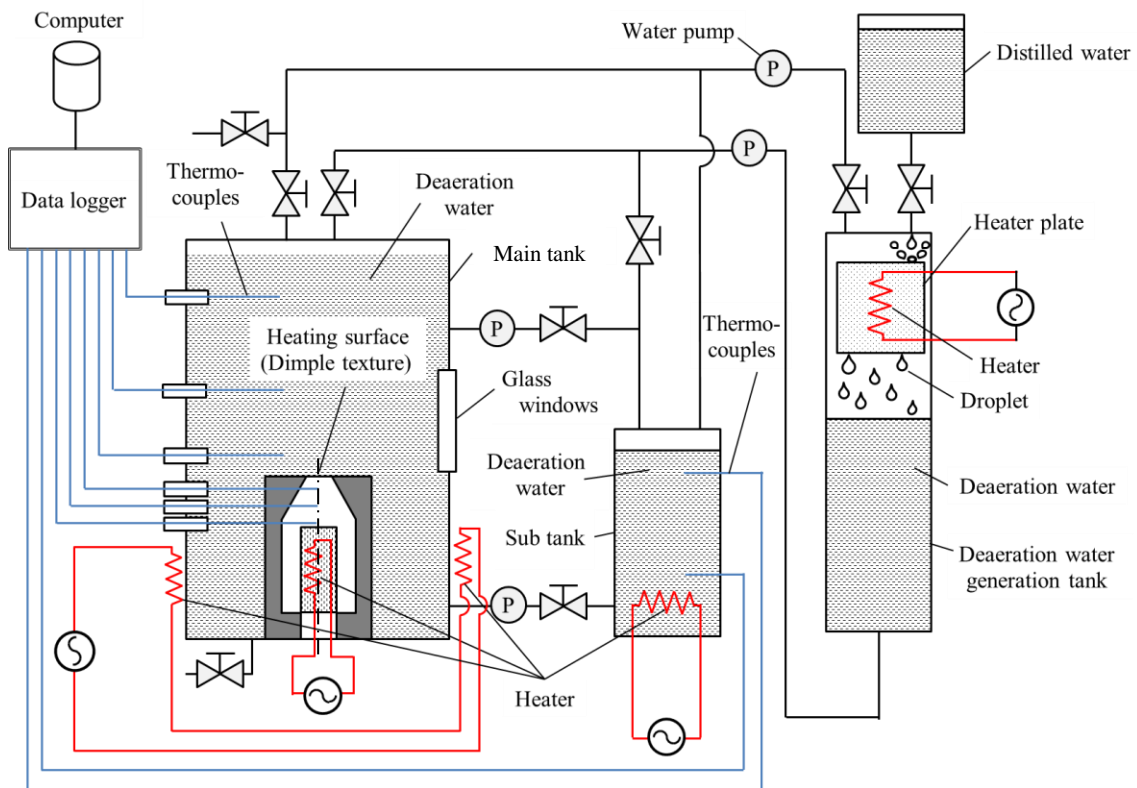 Computer
Water pump
P
Distilled water
P
Thermo-
couples
Deaeration
water
Data logger
Heater plate
Main tank
P
Thermo-
couples
Heating surface
(Dimple texture)
Glass
windows
Heater
Droplet
Deaeration
water
Deaeration water
Sub tank
Deaeration water
generation tank
P
Heater